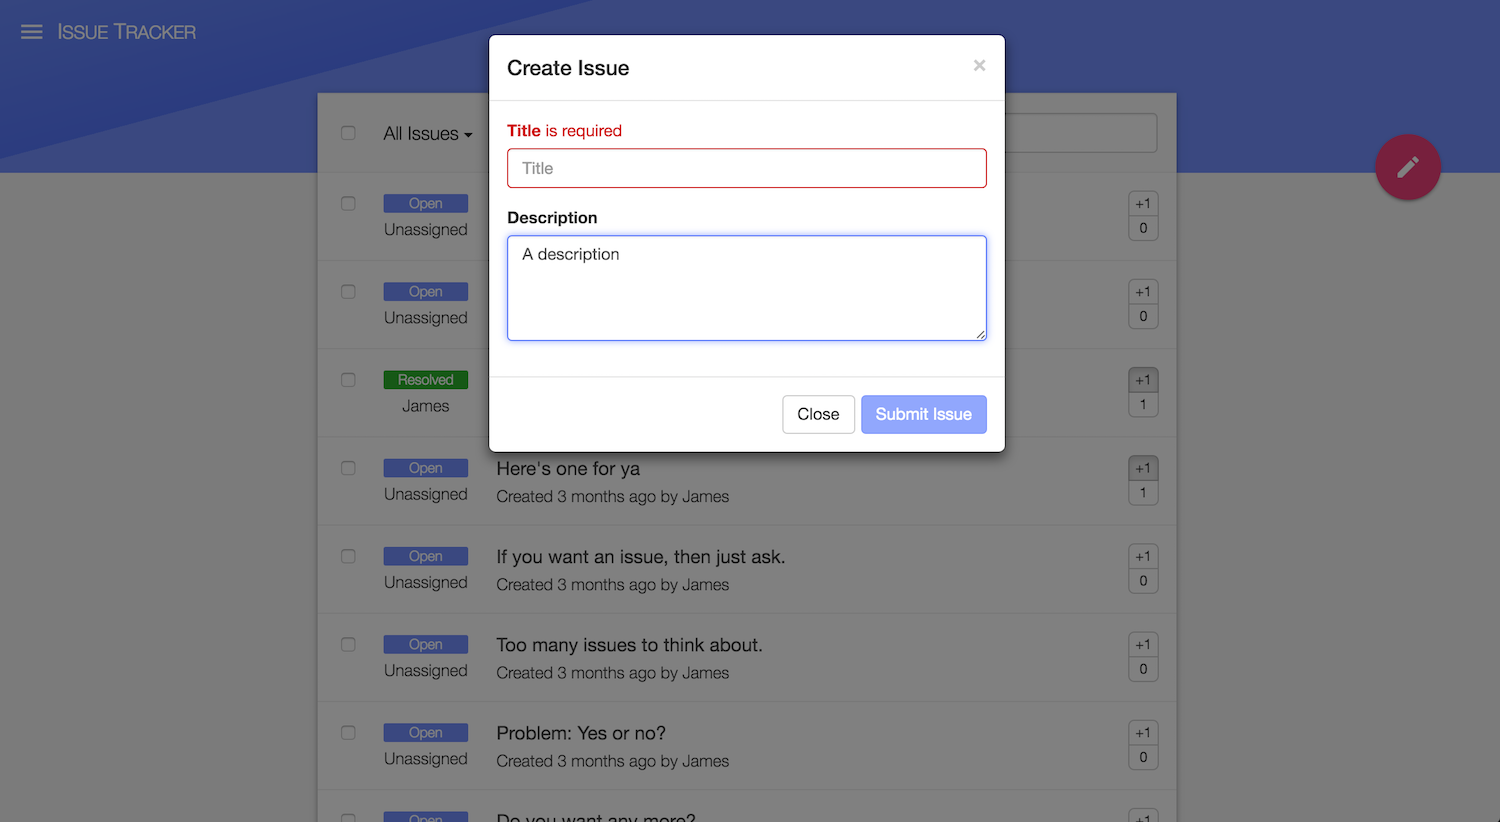 ISSUE TRACKER
Create Issue
×
Title is required
Title
Description
A description
Close
Submit Issue
All Issues
Open
Unassigned
+1
0
Open
Unassigned
+1
0
Resolved
James
+1
1
Open
Unassigned
Here's one for ya
Created 3 months ago by James
+1
1
Open
Unassigned
If you want an issue, then just ask.
Created 3 months ago by James
+1
0
Open
Unassigned
Too many issues to think about.
Created 3 months ago by James
+1
0
Open
Unassigned
Problem: Yes or no?
Created 3 months ago by James
+1
0
Open
Do you want any more?
+1